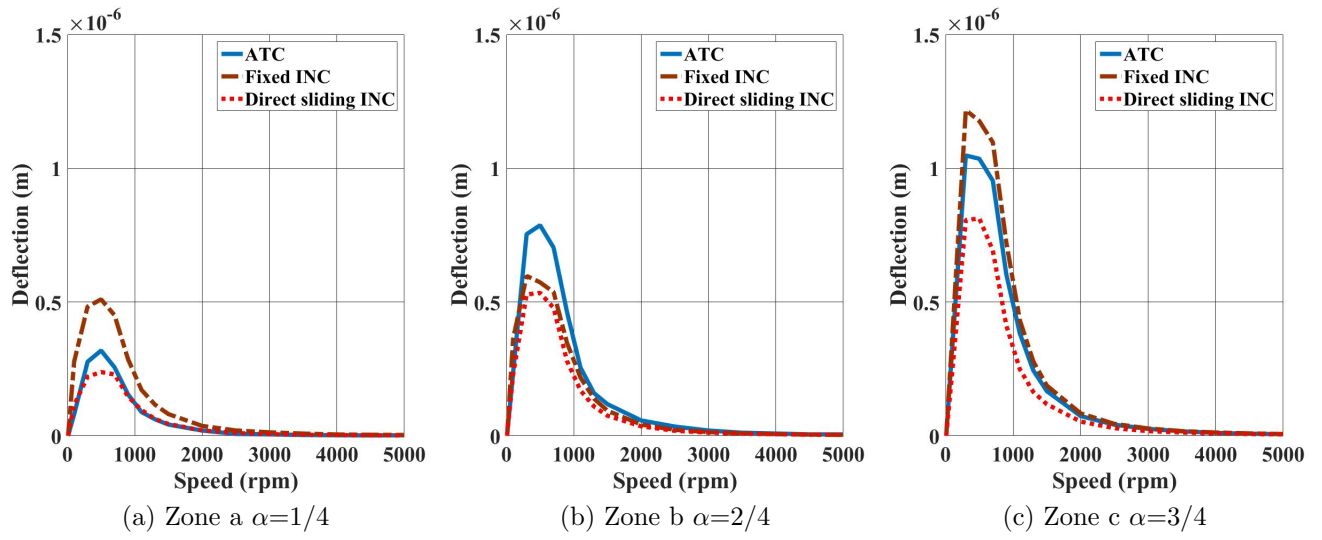 ×10⁻⁶
1.5
1
0.5
0
Deflection (m)
ATC
Fixed INC
Direct sliding INC
0 1000 2000 3000 4000 5000
Speed (rpm)
(a) Zone a α=1/4
×10⁻⁶
1.5
1
0.5
0
Deflection (m)
ATC
Fixed INC
Direct sliding INC
0 1000 2000 3000 4000 5000
Speed (rpm)
(b) Zone b α=2/4
×10⁻⁶
1.5
1
0.5
0
Deflection (m)
ATC
Fixed INC
Direct sliding INC
0 1000 2000 3000 4000 5000
Speed (rpm)
(c) Zone c α=3/4